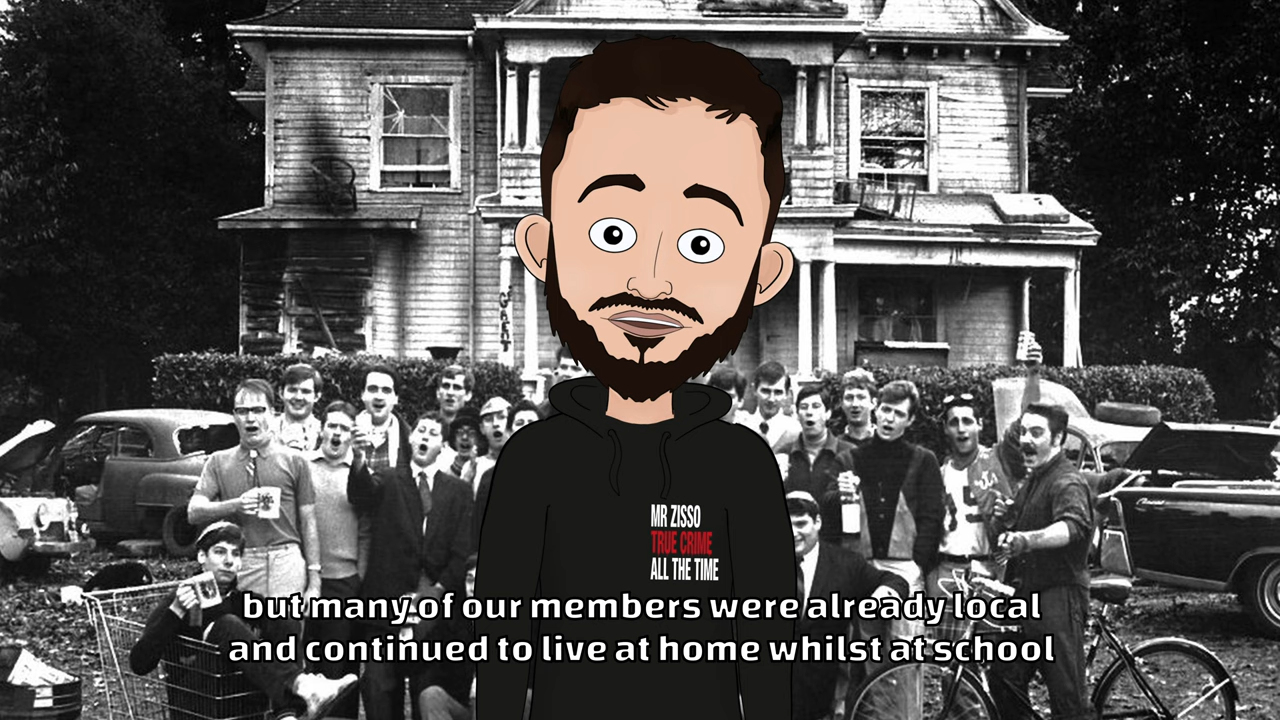 MR ZISSO
TRUE CRIME
ALL THE TIME
but many of our members were already local
and continued to live at home whilst at school